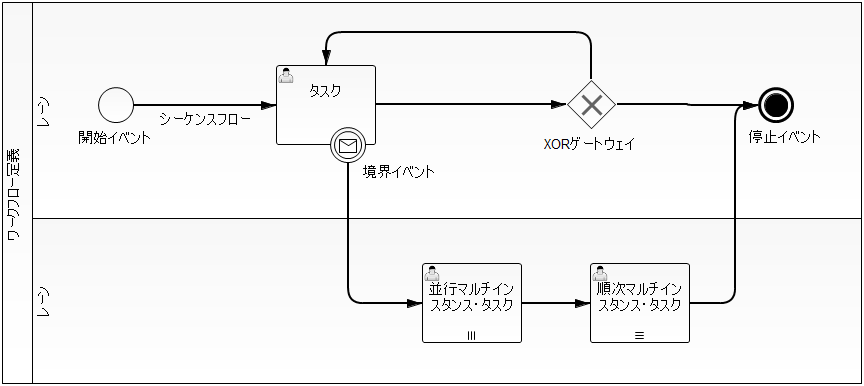 ワークフロー定義
レーン
開始イベント
シーケンスフロー
タスク
境界イベント
XORゲートウェイ
停止イベント
レーン
並行マルチイン
スタンス・タスク
順次マルチイン
スタンス・タスク